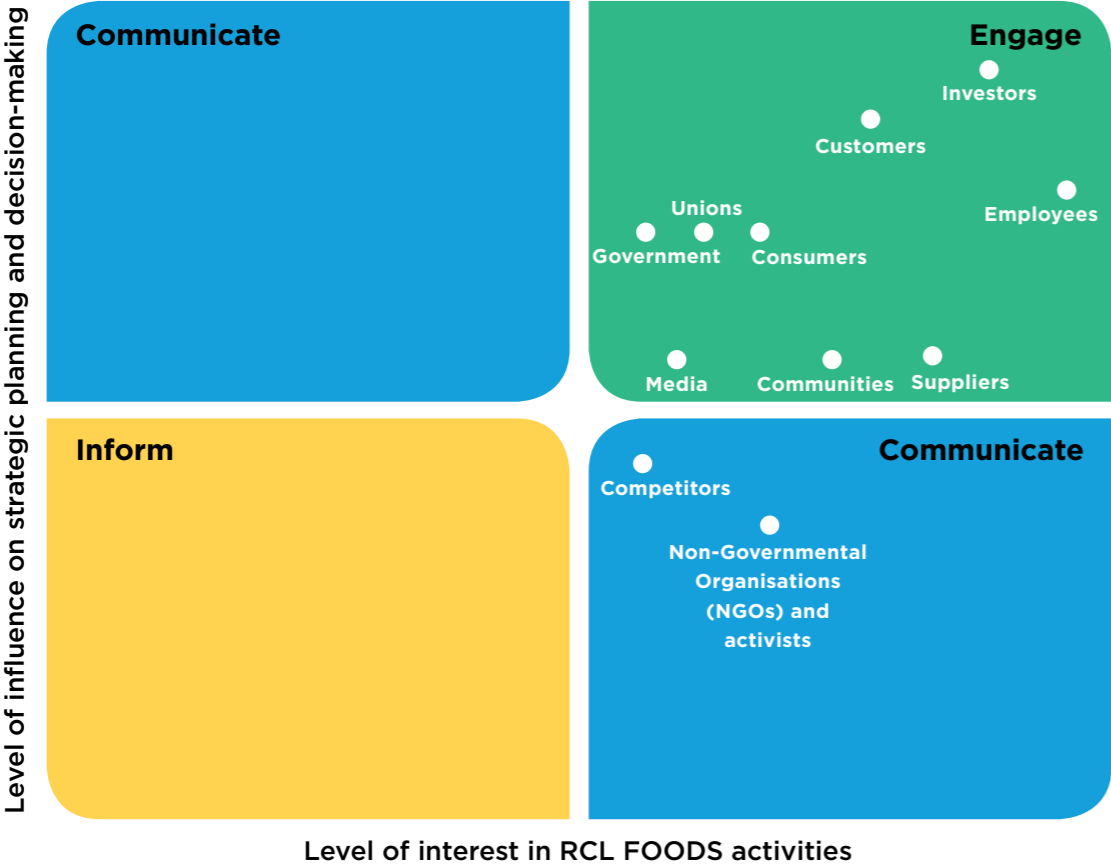 Level of influence on strategic planning and decision-making
Communicate
Engage
Investors
Customers
Employees
Unions
Government
Consumers
Media
Communities
Suppliers
Inform
Communicate
Competitors
Non-Governmental
Organisations
(NGOs) and
activists
Level of interest in RCL FOODS activities